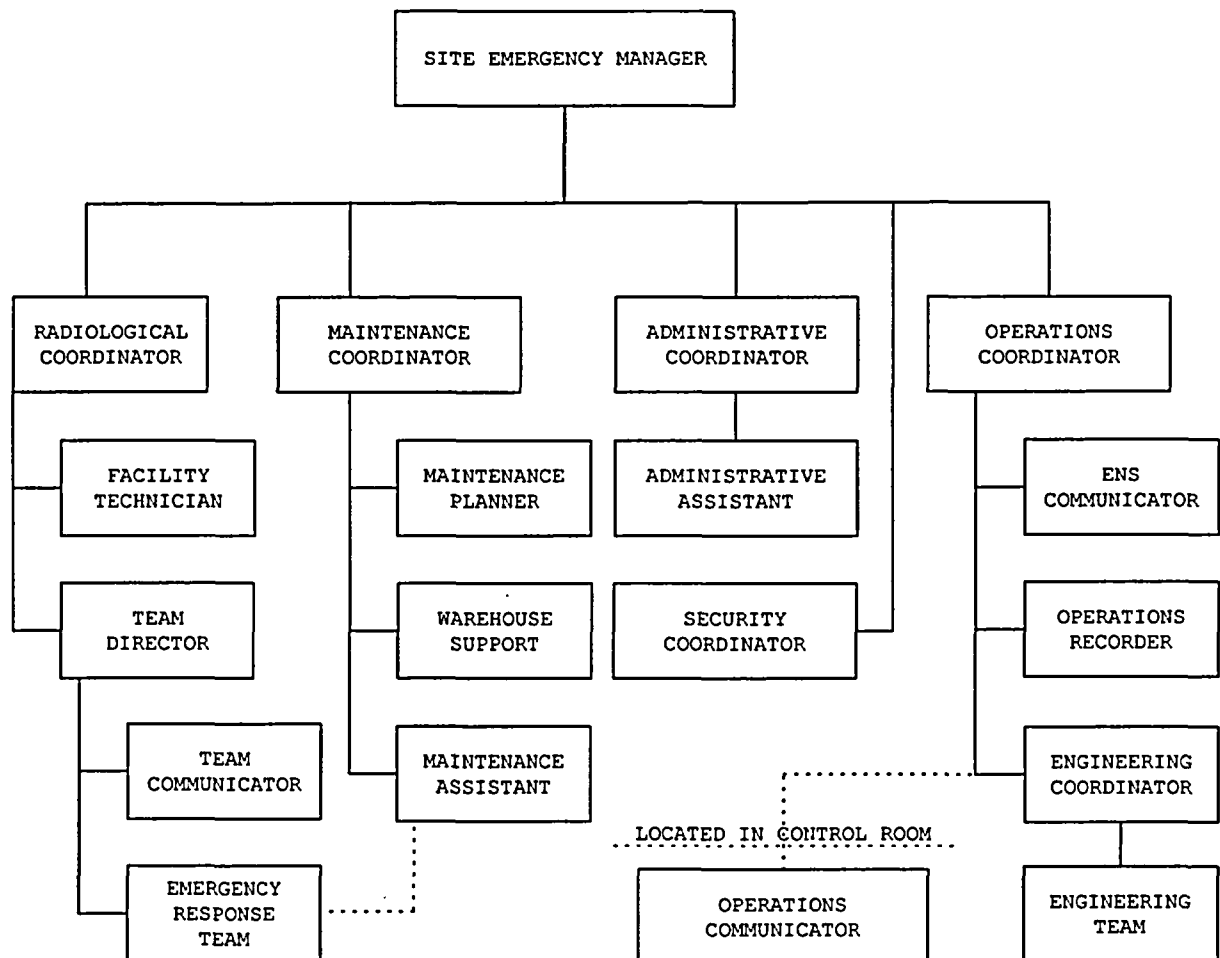 SITE EMERGENCY MANAGER
RADIOLOGICAL
COORDINATOR
MAINTENANCE
COORDINATOR
ADMINISTRATIVE
COORDINATOR
OPERATIONS
COORDINATOR
FACILITY
TECHNICIAN
MAINTENANCE
PLANNER
ADMINISTRATIVE
ASSISTANT
ENS
COMMUNICATOR
TEAM
DIRECTOR
WAREHOUSE
SUPPORT
SECURITY
COORDINATOR
OPERATIONS
RECORDER
TEAM
COMMUNICATOR
MAINTENANCE
ASSISTANT
ENGINEERING
COORDINATOR
LOCATED IN CONTROL ROOM
EMERGENCY
RESPONSE
TEAM
OPERATIONS
COMMUNICATOR
ENGINEERING
TEAM